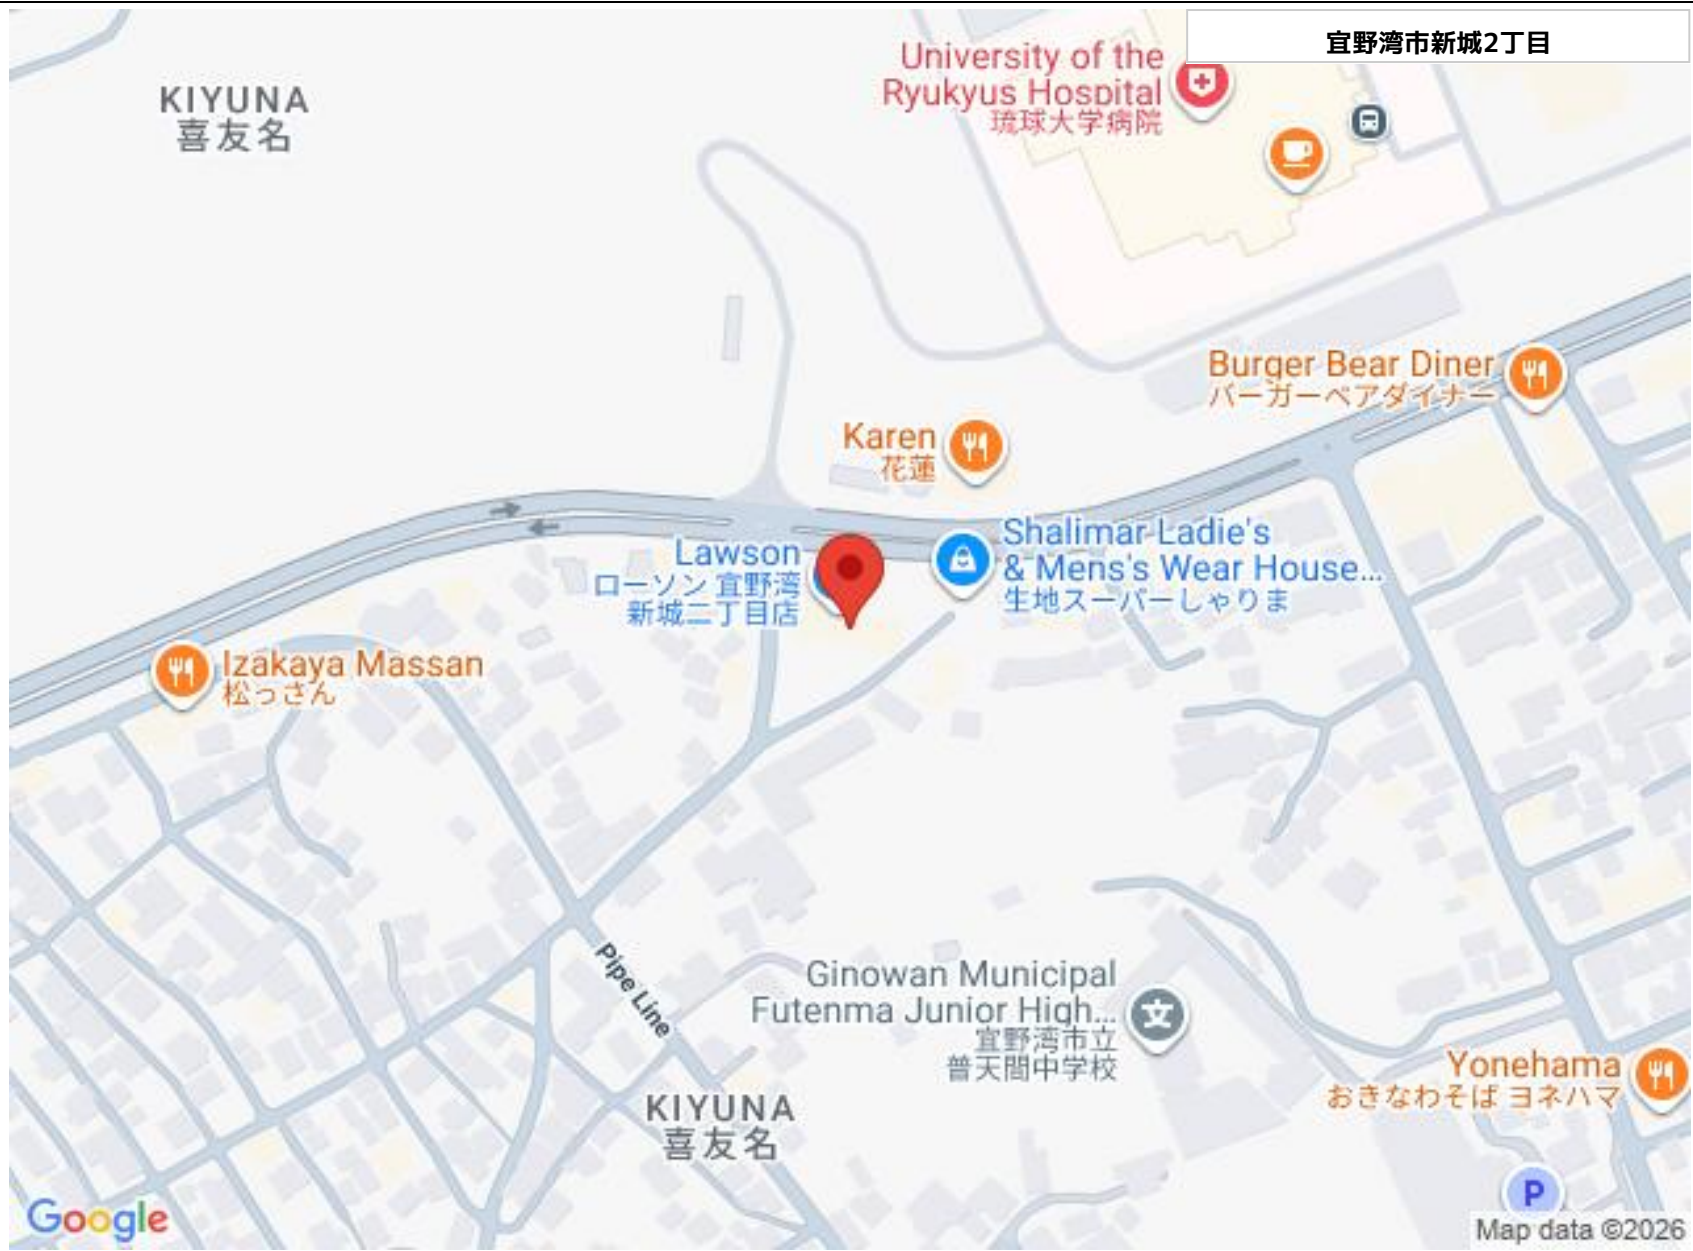 宜野湾市新城2丁目
University of the
Ryukyus Hospital
琉球大学病院
KIYUNA
喜友名
Burger Bear Diner
バーガーベアダイナー
Karen
花蓮
Shalimar Ladie's
& Mens's Wear House...
生地スーパーしゃりま
Lawson
ローソン 宜野湾
新城二丁目店
Izakaya Massan
松っさん
Pipe Line
Ginowan Municipal
Futenma Junior High...
宜野湾市立
普天間中学校
Yonehama
おきなわそば ヨネハマ
KIYUNA
喜友名
P
Google
Map data ©2026